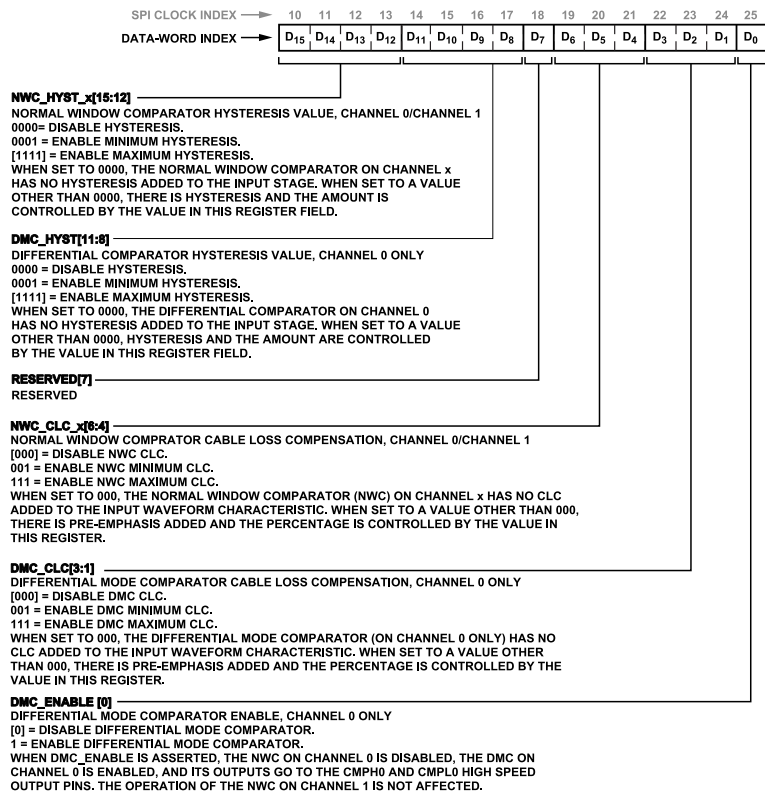 SPI CLOCK INDEX 10 11 12 13 14 15 16 17 18 19 20 21 22 23 24 25
DATA-WORD INDEX D15 D14 D13 D12 D11 D10 D9 D8 D7 D6 D5 D4 D3 D2 D1 D0
NWC_HYST_x[15:12]
NORMAL WINDOW COMPARATOR HYSTERESIS VALUE, CHANNEL 0/CHANNEL 1
0000= DISABLE HYSTERESIS.
0001 = ENABLE MINIMUM HYSTERESIS.
[1111] = ENABLE MAXIMUM HYSTERESIS.
WHEN SET TO 0000, THE NORMAL WINDOW COMPARATOR ON CHANNEL x
HAS NO HYSTERESIS ADDED TO THE INPUT STAGE. WHEN SET TO A VALUE
OTHER THAN 0000, THERE IS HYSTERESIS AND THE AMOUNT IS
CONTROLLED BY THE VALUE IN THIS REGISTER FIELD.
DMC_HYST[11:8]
DIFFERENTIAL COMPARATOR HYSTERESIS VALUE, CHANNEL 0 ONLY
0000 = DISABLE HYSTERESIS.
0001 = ENABLE MINIMUM HYSTERESIS.
[1111] = ENABLE MAXIMUM HYSTERESIS.
WHEN SET TO 0000, THE DIFFERENTIAL COMPARATOR ON CHANNEL 0
HAS NO HYSTERESIS ADDED TO THE INPUT STAGE. WHEN SET TO A VALUE
OTHER THAN 0000, HYSTERESIS AND THE AMOUNT ARE CONTROLLED
BY THE VALUE IN THIS REGISTER FIELD.
RESERVED[7]
RESERVED
NWC_CLC_x[6:4]
NORMAL WINDOW COMPRATOR CABLE LOSS COMPENSATION, CHANNEL 0/CHANNEL 1
[000] = DISABLE NWC CLC.
001 = ENABLE NWC MINIMUM CLC.
111 = ENABLE NWC MAXIMUM CLC.
WHEN SET TO 000, THE NORMAL WINDOW COMPARATOR (NWC) ON CHANNEL x HAS NO CLC
ADDED TO THE INPUT WAVEFORM CHARACTERISTIC. WHEN SET TO A VALUE OTHER THAN 000,
THERE IS PRE-EMPHASIS ADDED AND THE PERCENTAGE IS CONTROLLED BY THE VALUE IN
THIS REGISTER.
DMC_CLC[3:1]
DIFFERENTIAL MODE COMPARATOR CABLE LOSS COMPENSATION, CHANNEL 0 ONLY
[000] = DISABLE DMC CLC.
001 = ENABLE DMC MINIMUM CLC.
111 = ENABLE DMC MAXIMUM CLC.
WHEN SET TO 000, THE DIFFERENTIAL MODE COMPARATOR (ON CHANNEL 0 ONLY) HAS NO
CLC ADDED TO THE INPUT WAVEFORM CHARACTERISTIC. WHEN SET TO A VALUE OTHER
THAN 000, THERE IS PRE-EMPHASIS ADDED AND THE PERCENTAGE IS CONTROLLED BY THE
VALUE IN THIS REGISTER.
DMC_ENABLE [0]
DIFFERENTIAL MODE COMPARATOR ENABLE, CHANNEL 0 ONLY
[0] = DISABLE DIFFERENTIAL MODE COMPARATOR.
1 = ENABLE DIFFERENTIAL MODE COMPARATOR.
WHEN DMC_ENABLE IS ASSERTED, THE NWC ON CHANNEL 0 IS DISABLED, THE DMC ON
CHANNEL 0 IS ENABLED, AND ITS OUTPUTS GO TO THE CMPH0 AND CMPL0 HIGH SPEED
OUTPUT PINS. THE OPERATION OF THE NWC ON CHANNEL 1 IS NOT AFFECTED.